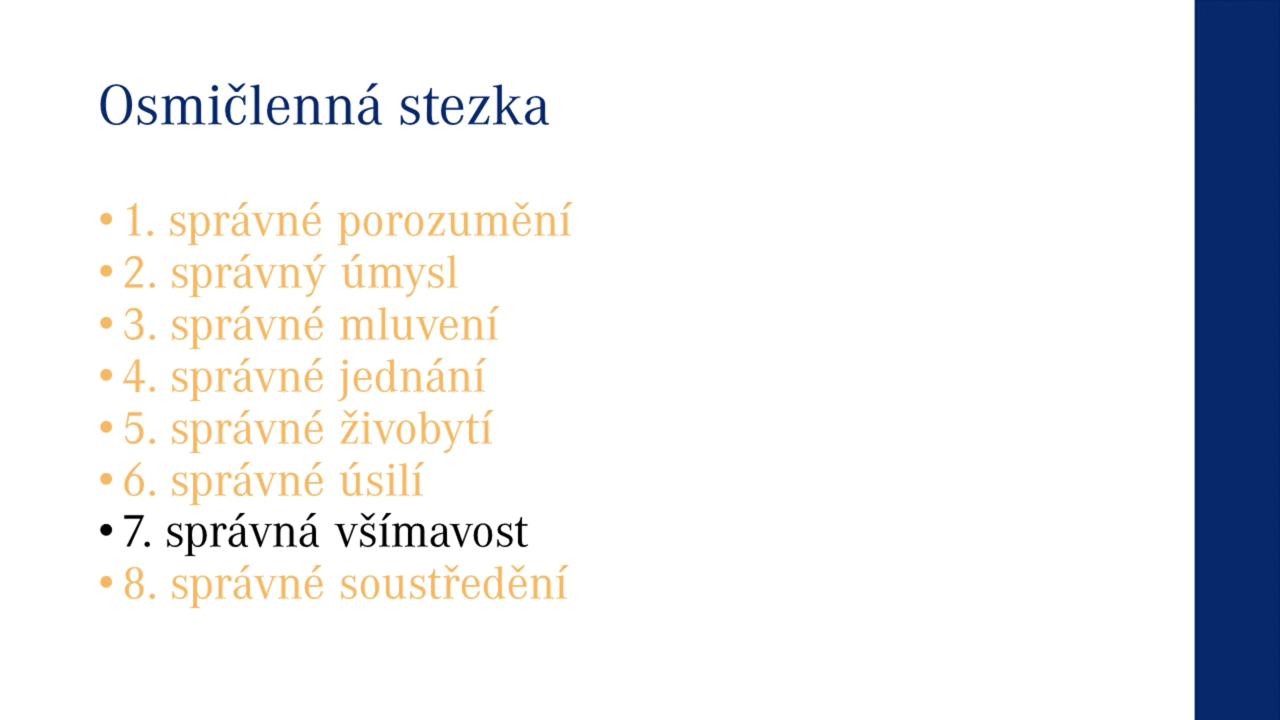 Osmičlenná stezka
• 1. správné porozumění
• 2. správný úmysl
• 3. správné mluvení
• 4. správné jednání
• 5. správné živobytí
• 6. správné úsilí
• 7. správná všímavost
• 8. správné soustředění